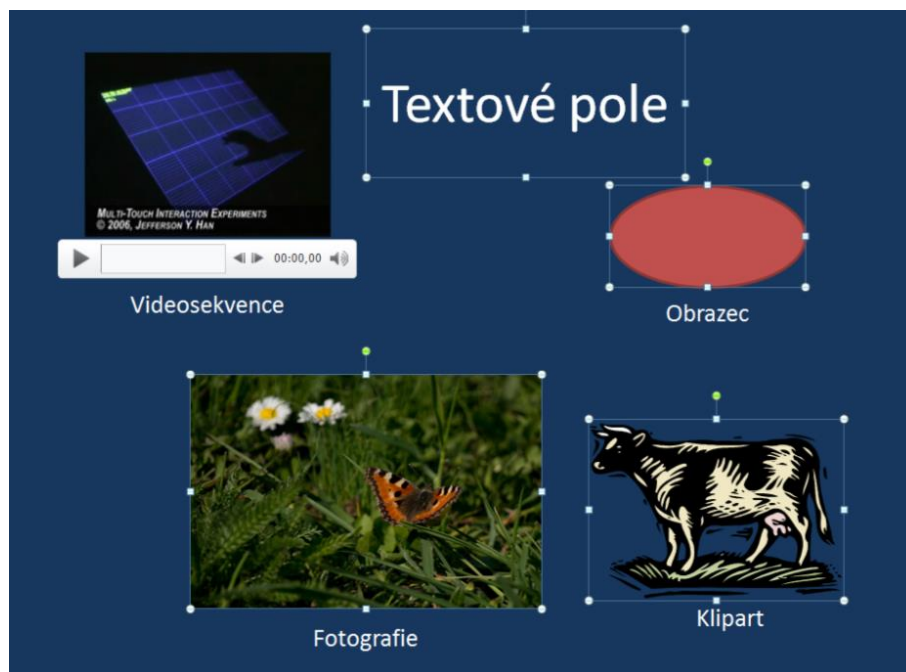 Textové pole
MULTI-TOUCH INTERACTION EXPERIMENTS
© 2006, JEFFERSON Y. HAN
00:00,00
Videosekvence
Obrazec
Fotografie
Klipart